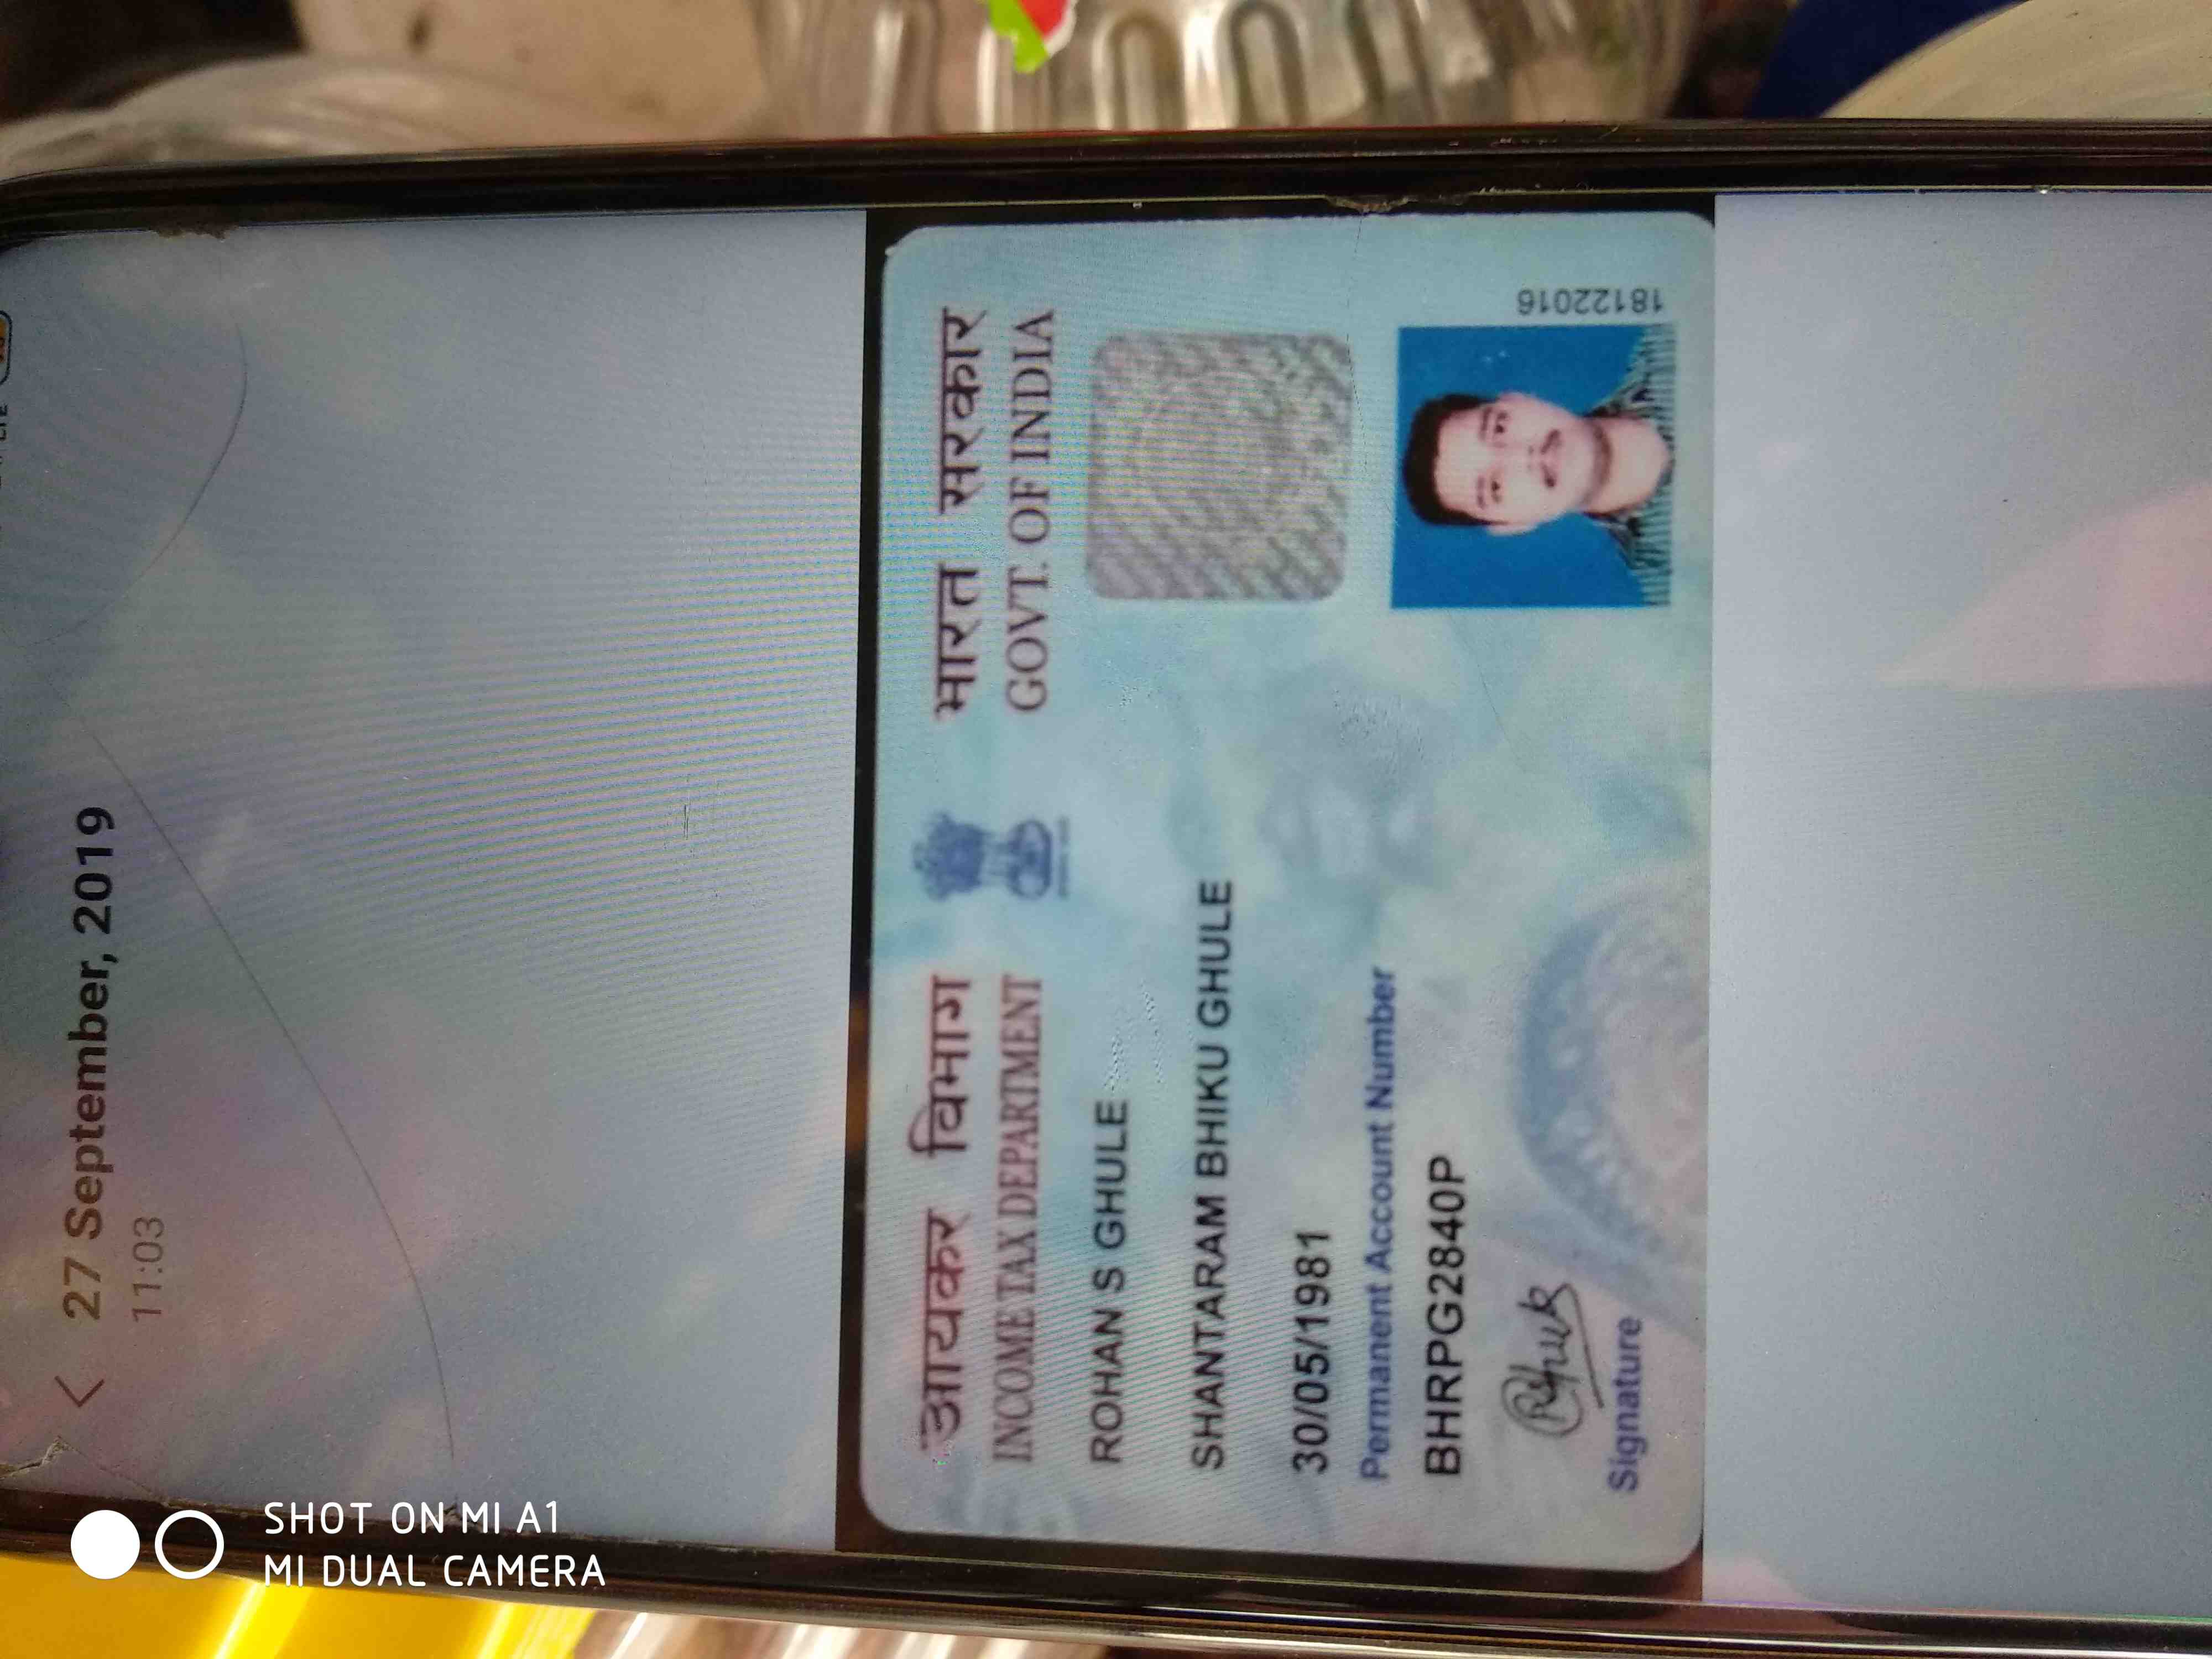 27 September, 2019
11:03
आयकर विभाग
INCOME TAX DEPARTMENT
भारत सरकार
GOVT. OF INDIA
ROHAN S GHULE
SHANTARAM BHIKU GHULE
30/05/1981
Permanent Account Number
BHRPG2840P
Signature
18122016
SHOT ON MI A1
MI DUAL CAMERA